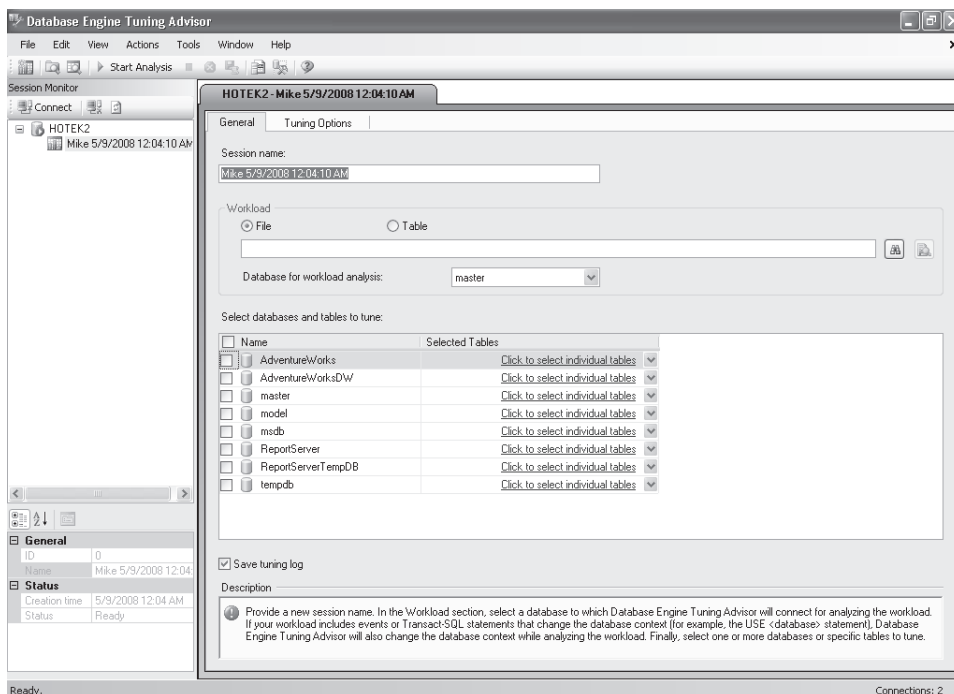 Database Engine Tuning Advisor
File Edit View Actions Tools Window Help
Start Analysis
Session Monitor
Connect
HOTEK2
Mike 5/9/2008 12:04:10 AM
HOTEK2 - Mike 5/9/2008 12:04:10 AM
General Tuning Options
Session name:
Mike 5/9/2008 12:04:10 AM
Workload
File Table
Database for workload analysis: master
Select databases and tables to tune:
Name Selected Tables
AdventureWorks Click to select individual tables
AdventureWorksDW Click to select individual tables
master Click to select individual tables
model Click to select individual tables
msdb Click to select individual tables
ReportServer Click to select individual tables
ReportServerTempDB Click to select individual tables
tempdb Click to select individual tables
Save tuning log
Description
Provide a new session name. In the Workload section, select a database to which Database Engine Tuning Advisor will connect for analyzing the workload.
If your workload includes events or Transact-SQL statements that change the database context (for example, the USE <database> statement), Database
Engine Tuning Advisor will also change the database context while analyzing the workload. Finally, select one or more databases or specific tables to tune.
General
ID 0
Name Mike 5/9/2008 12:04:
Status
Creation time 5/9/2008 12:04 AM
Status Ready
Ready. Connections: 2